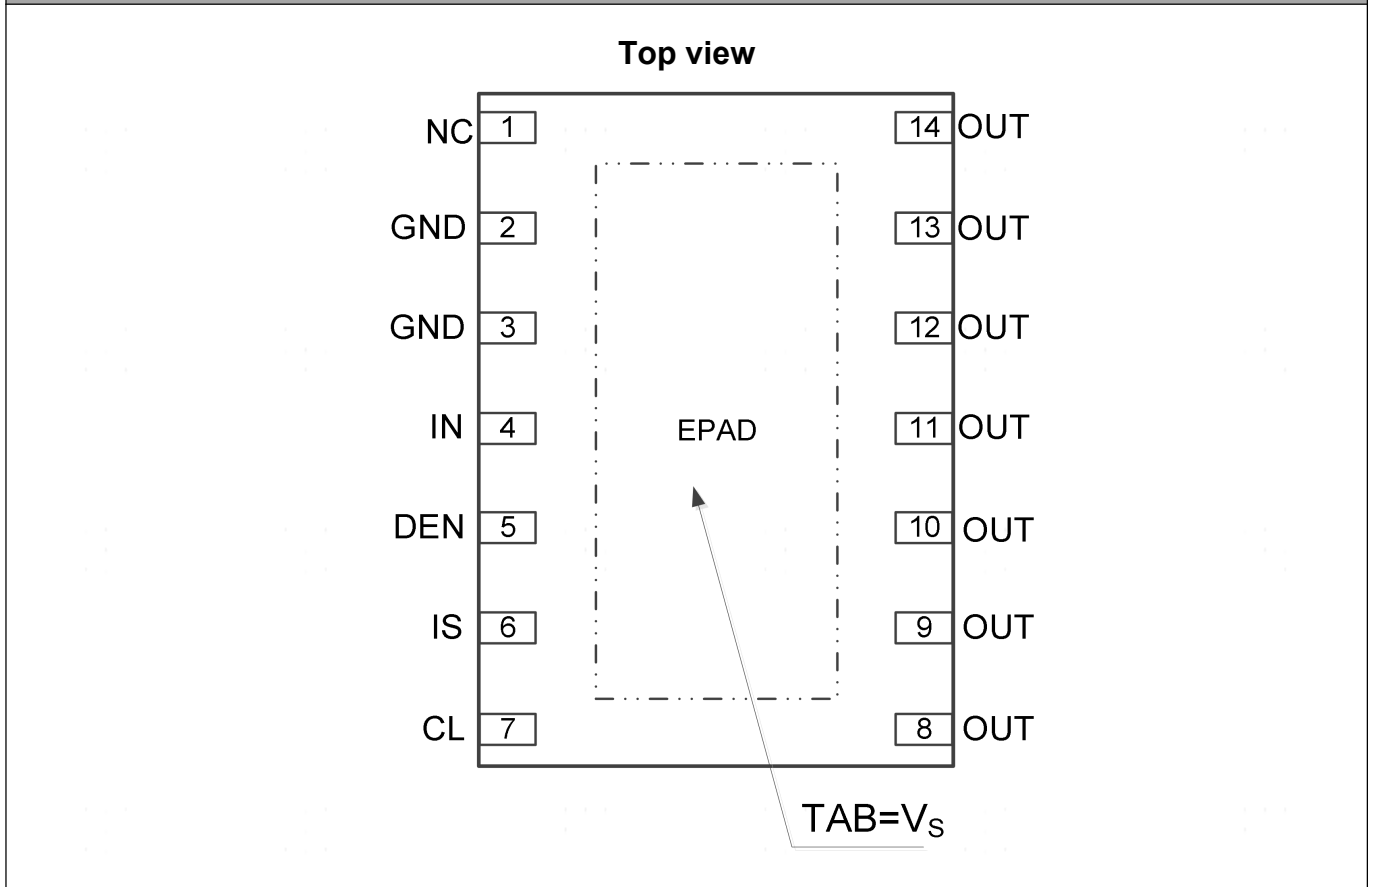 Top view
NC 1 14 OUT
GND 2 13 OUT
GND 3 12 OUT
IN 4 11 OUT
EPAD
DEN 5 10 OUT
IS 6 9 OUT
CL 7 8 OUT
TAB=VS